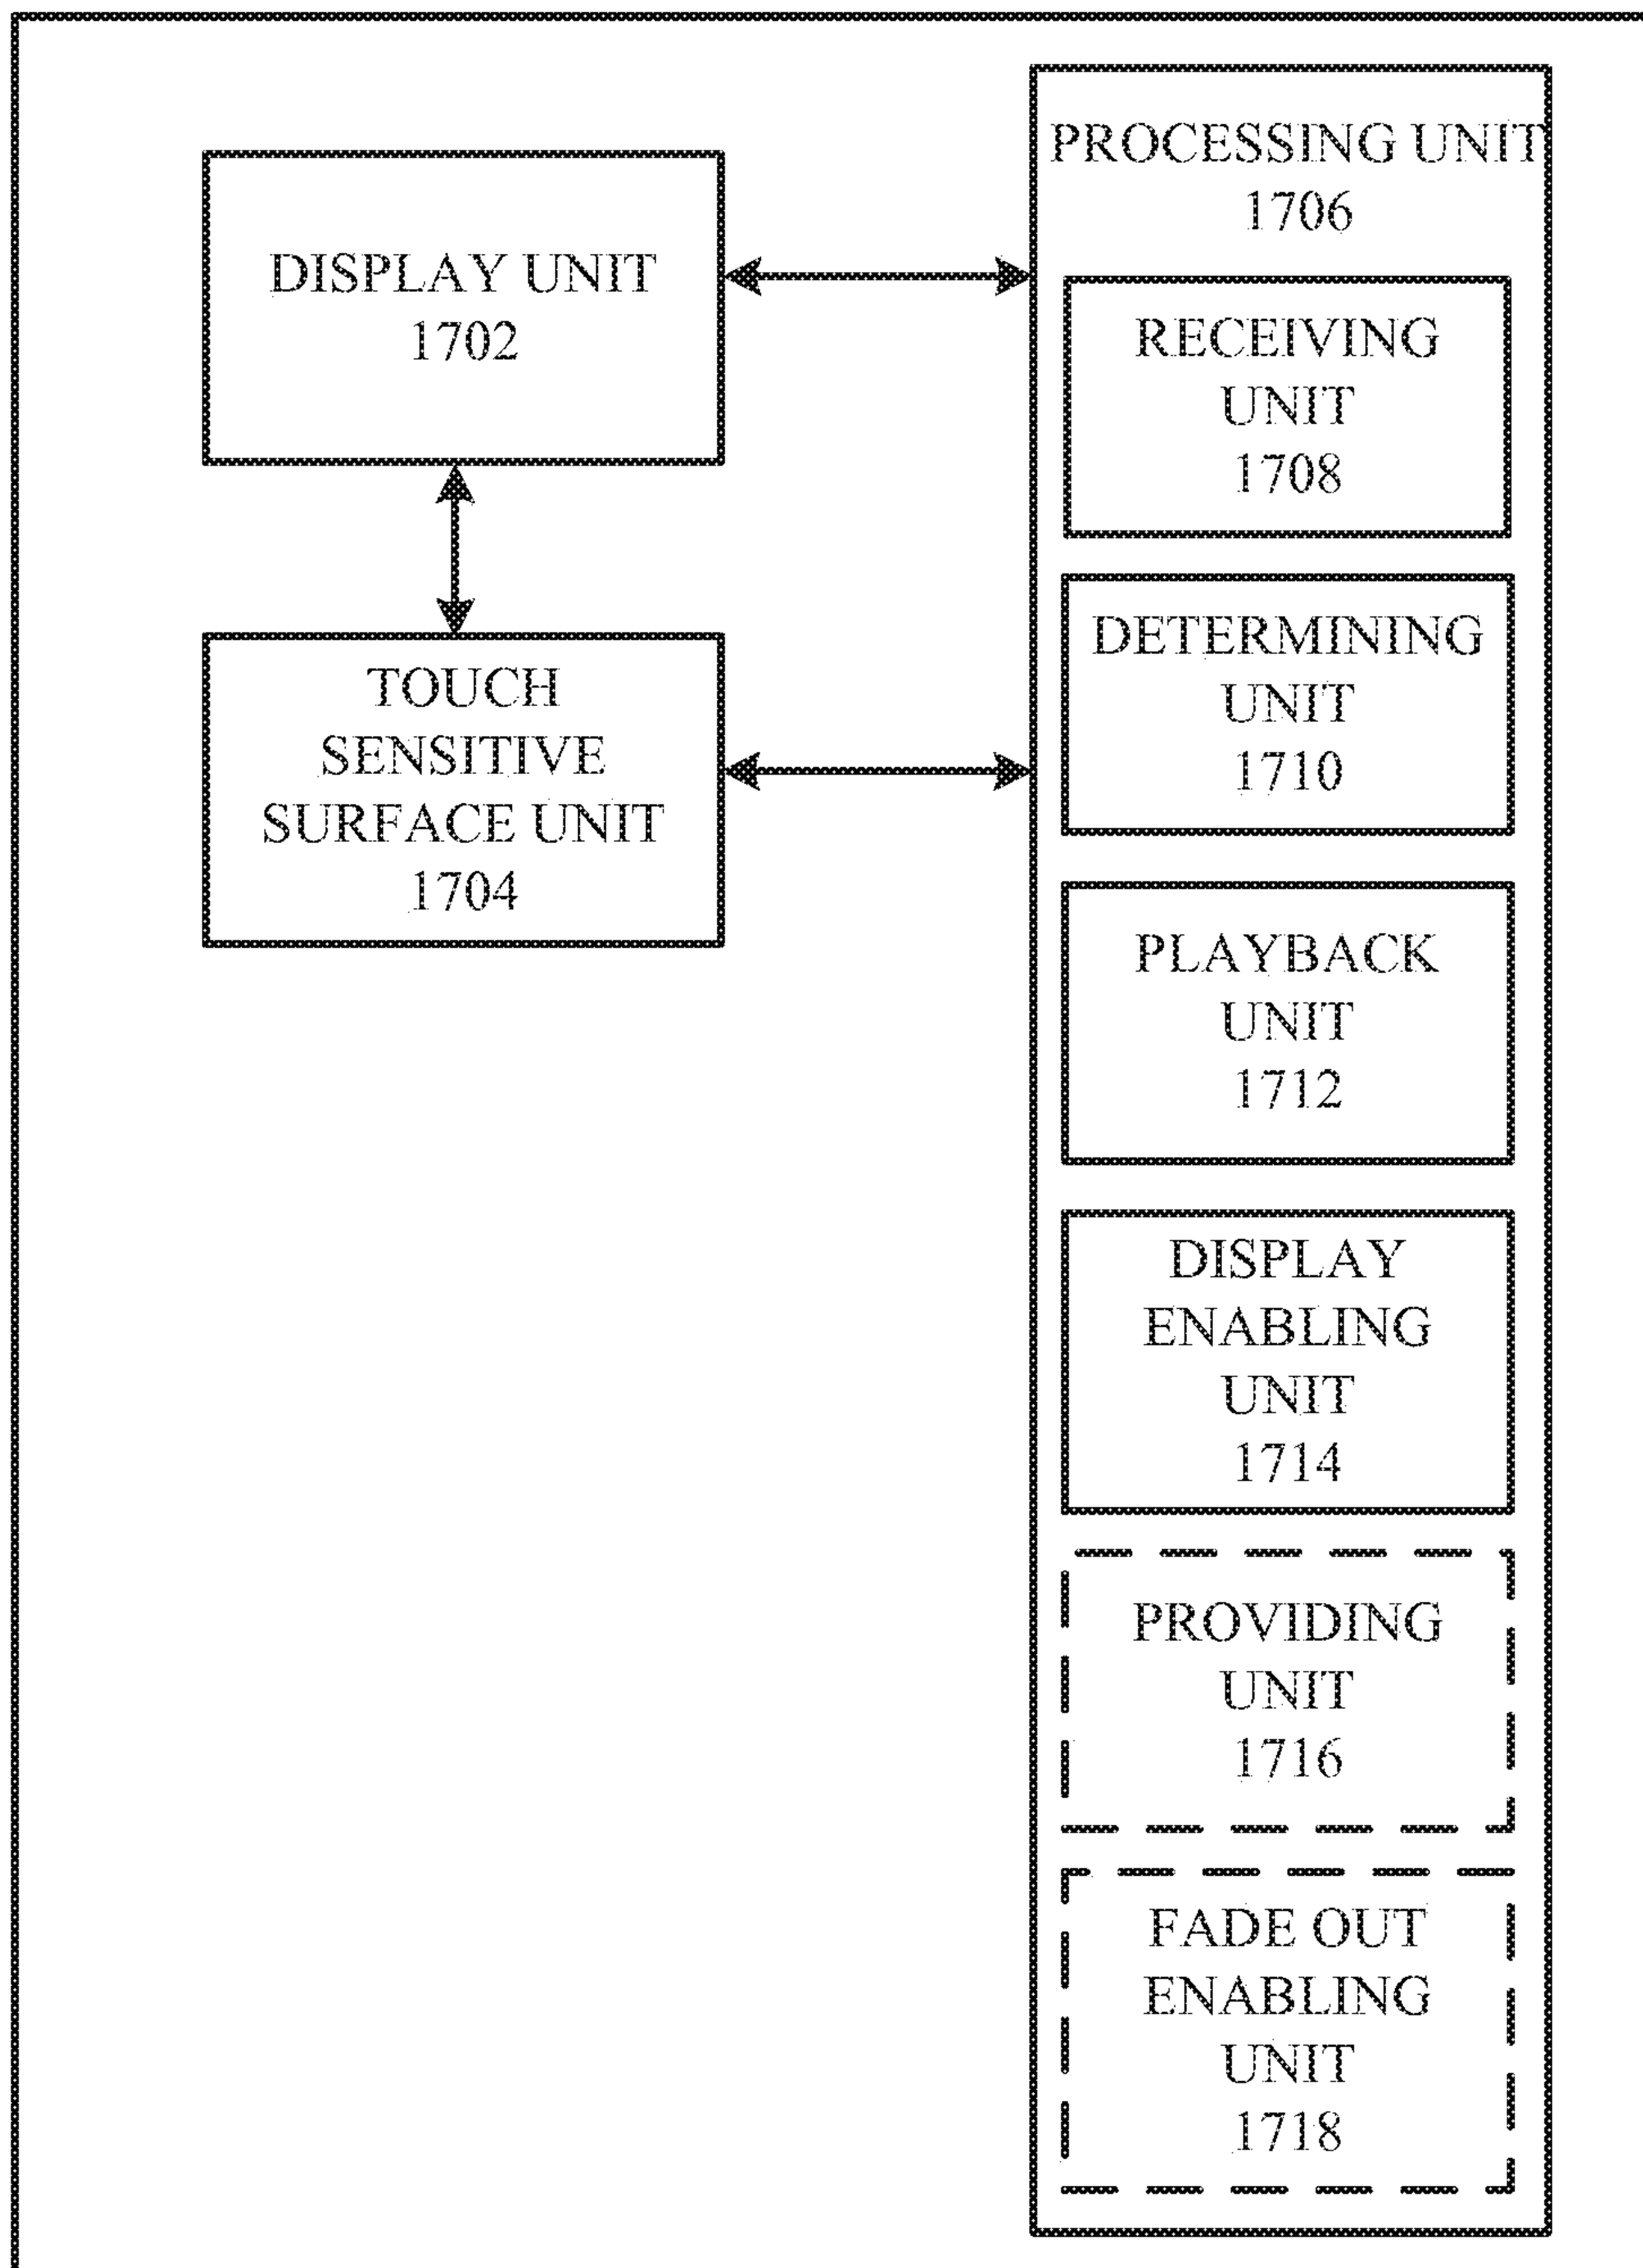 DISPLAY UNIT
1702
TOUCH
SENSITIVE
SURFACE UNIT
1704
PROCESSING UNIT
1706
RECEIVING
UNIT
1708
DETERMINING
UNIT
1710
PLAYBACK
UNIT
1712
DISPLAY
ENABLING
UNIT
1714
PROVIDING
UNIT
1716
FADE OUT
ENABLING
UNIT
1718